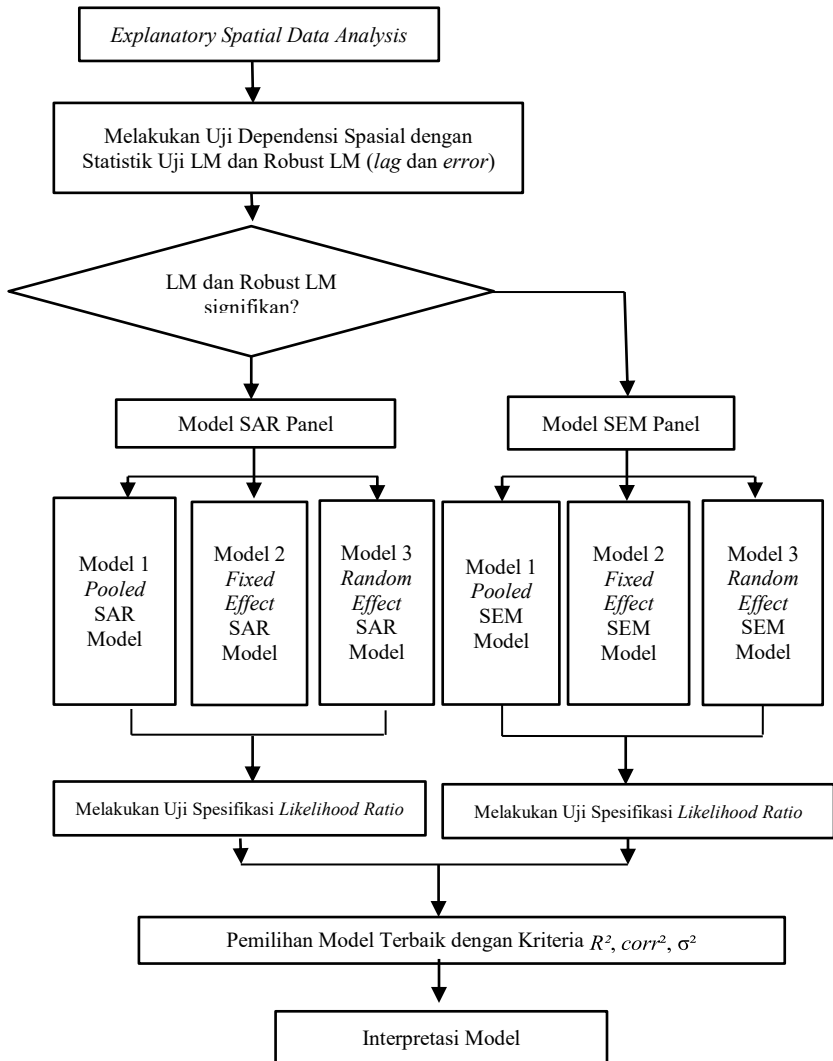 Explanatory Spatial Data Analysis
Melakukan Uji Dependensi Spasial dengan
Statistik Uji LM dan Robust LM (lag dan error)
LM dan Robust LM
signifikan?
Model SAR Panel
Model SEM Panel
Model 1
Pooled
SAR
Model
Model 2
Fixed
Effect
SAR
Model
Model 3
Random
Effect
SAR
Model
Model 1
Pooled
SEM
Model
Model 2
Fixed
Effect
SEM
Model
Model 3
Random
Effect
SEM
Model
Melakukan Uji Spesifikasi Likelihood Ratio
Melakukan Uji Spesifikasi Likelihood Ratio
Pemilihan Model Terbaik dengan Kriteria R², corr², σ²
Interpretasi Model